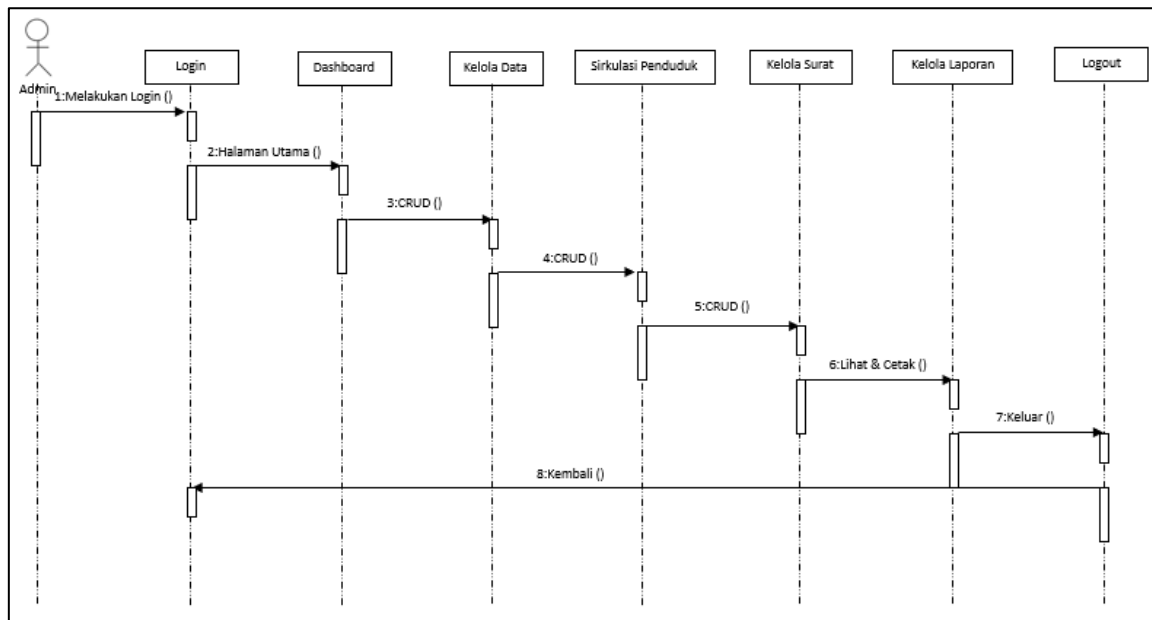 Login
Dashboard
Kelola Data
Sirkulasi Penduduk
Kelola Surat
Kelola Laporan
Logout
Admin
1:Melakukan Login ()
2:Halaman Utama ()
3:CRUD ()
4:CRUD ()
5:CRUD ()
6:Lihat & Cetak ()
7:Keluar ()
8:Kembali ()